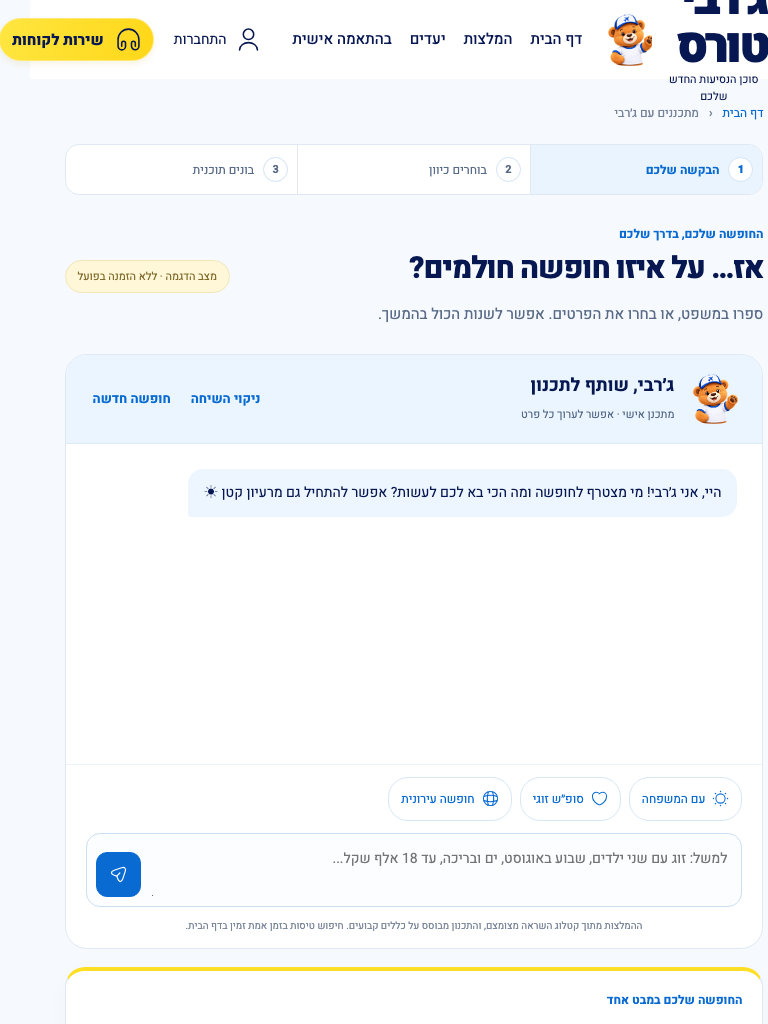 ג׳רבי
טורס
סוכן הנסיעות החדש
שלכם
דף הבית
המלצות
יעדים
בהתאמה אישית
התחברות
שירות לקוחות
דף הבית ‹ מתכננים עם ג׳רבי
1 הבקשה שלכם
2 בוחרים כיוון
3 בונים תוכנית
החופשה שלכם, בדרך שלכם
אז... על איזו חופשה חולמים?
מצב הדגמה · ללא הזמנה בפועל
ספרו במשפט, או בחרו את הפרטים. אפשר לשנות הכול בהמשך.
ג׳רבי, שותף לתכנון
מתכנן אישי · אפשר לערוך כל פרט
ניקוי השיחה
חופשה חדשה
היי, אני ג׳רבי! מי מצטרף לחופשה ומה הכי בא לכם לעשות? אפשר להתחיל גם מרעיון קטן ☀
עם המשפחה
סופ״ש זוגי
חופשה עירונית
למשל: זוג עם שני ילדים, שבוע באוגוסט, ים ובריכה, עד 18 אלף שקל...
ההמלצות מתוך קטלוג השראה מצומצם, והתכנון מבוסס על כללים קבועים. חיפוש טיסות בזמן אמת זמין בדף הבית.
החופשה שלכם במבט אחד